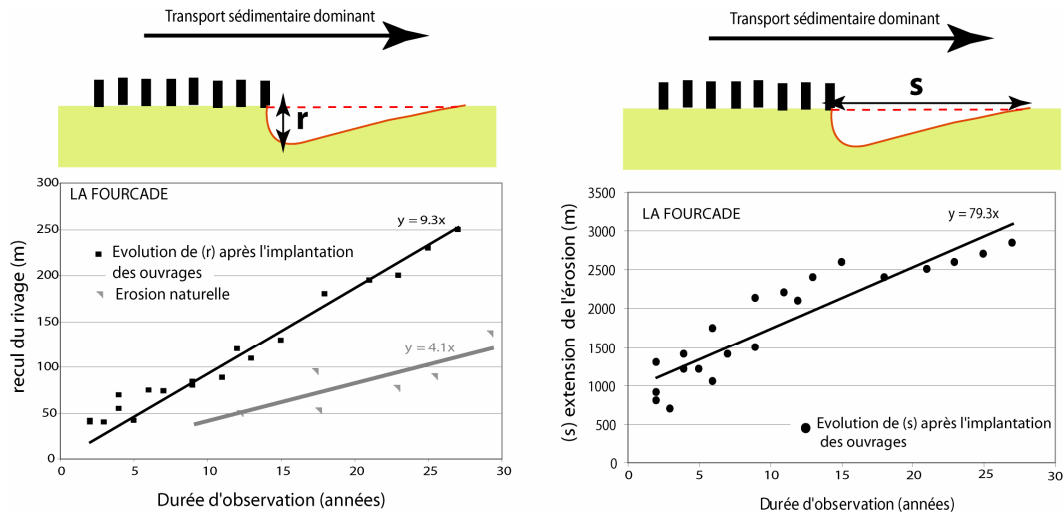 Transport sédimentaire dominant
r
300
LA FOURCADE
y = 9.3x
250
Evolution de (r) après l'implantation
des ouvrages
200
Erosion naturelle
150
y = 4.1x
100
50
0
recul du rivage (m)
0 5 10 15 20 25 30
Durée d'observation (années)
Transport sédimentaire dominant
s
3500
LA FOURCADE
y = 79.3x
3000
2500
2000
1500
1000
Evolution de (s) après l'implantation
des ouvrages
500
0
(s) extension de l'érosion (m)
0 5 10 15 20 25 30
Durée d'observation (années)